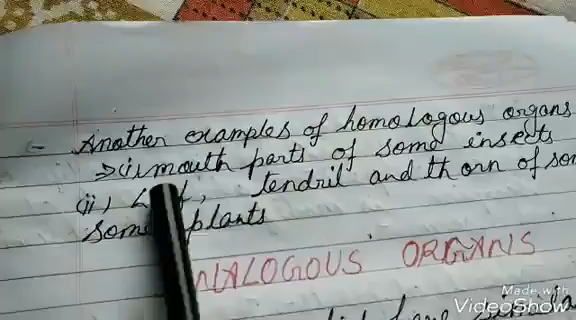 - Another examples of homologous organs
→ (i) mouth parts of some insects
(ii) tendril and thorn of
some plants
ANALOGOUS ORGANS
have
Made with
VideoShow